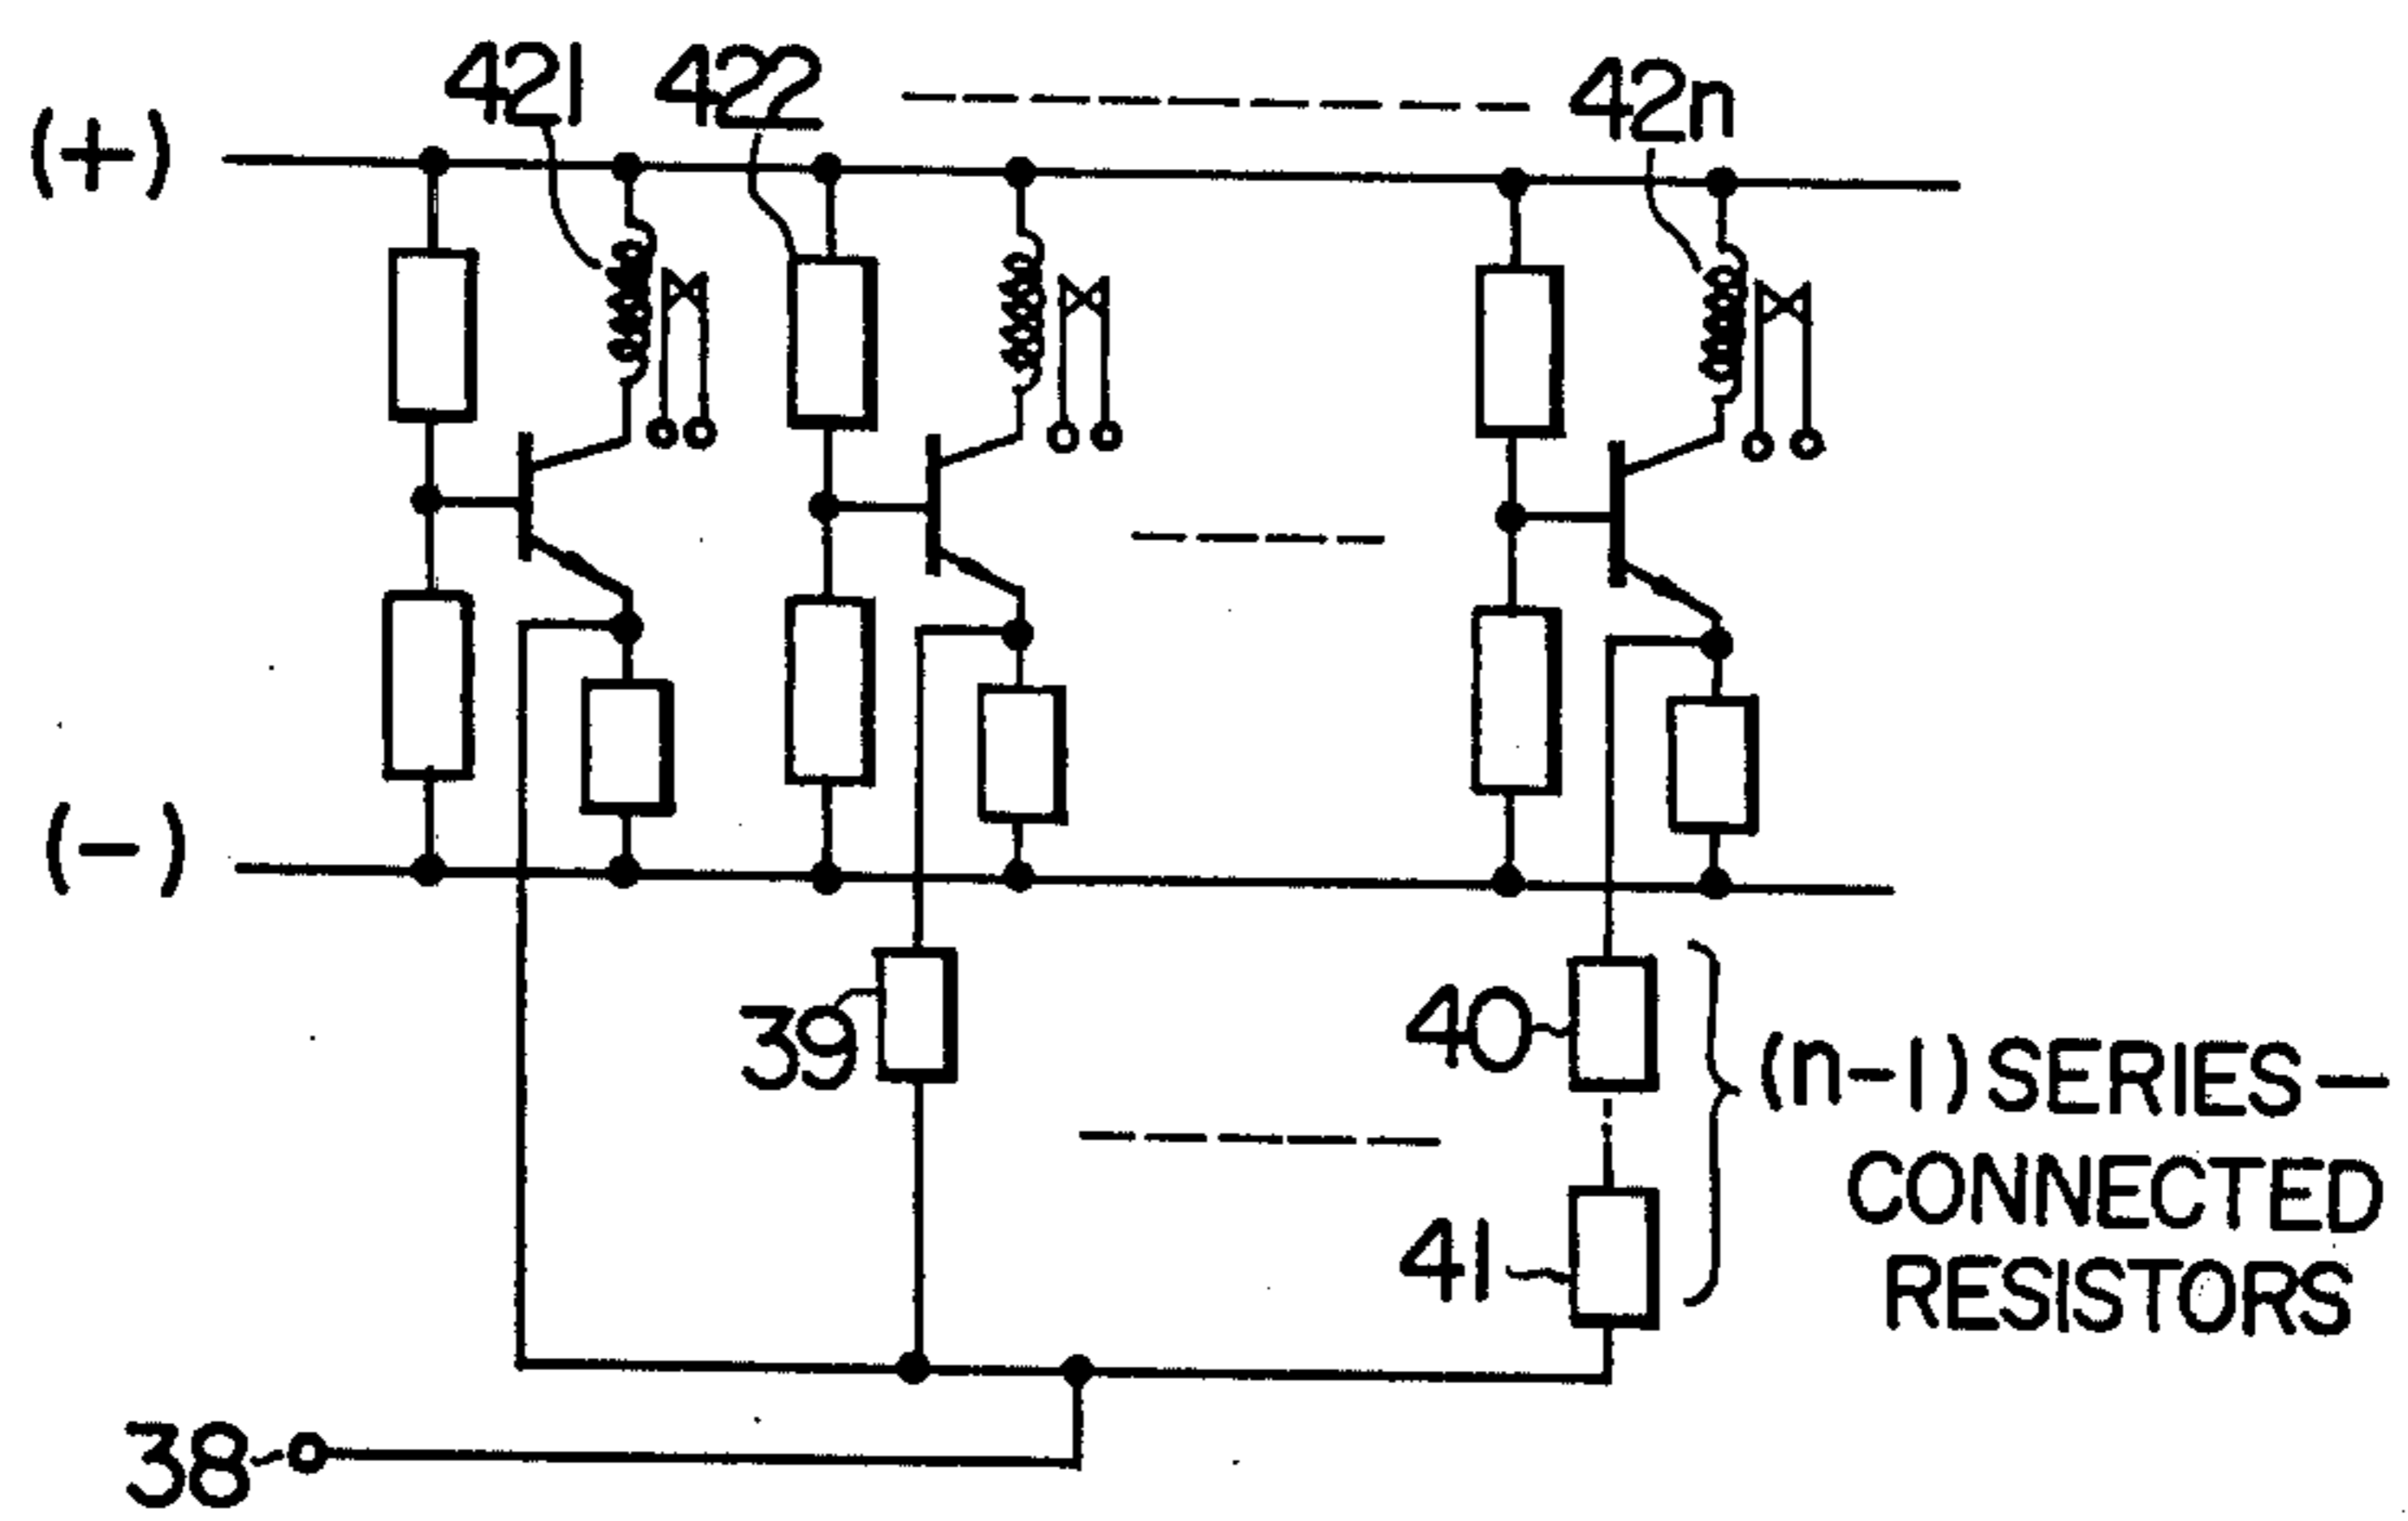 421 422 42n
(+)
(-)
39
40
(n-1) SERIES-
CONNECTED
41
RESISTORS
38